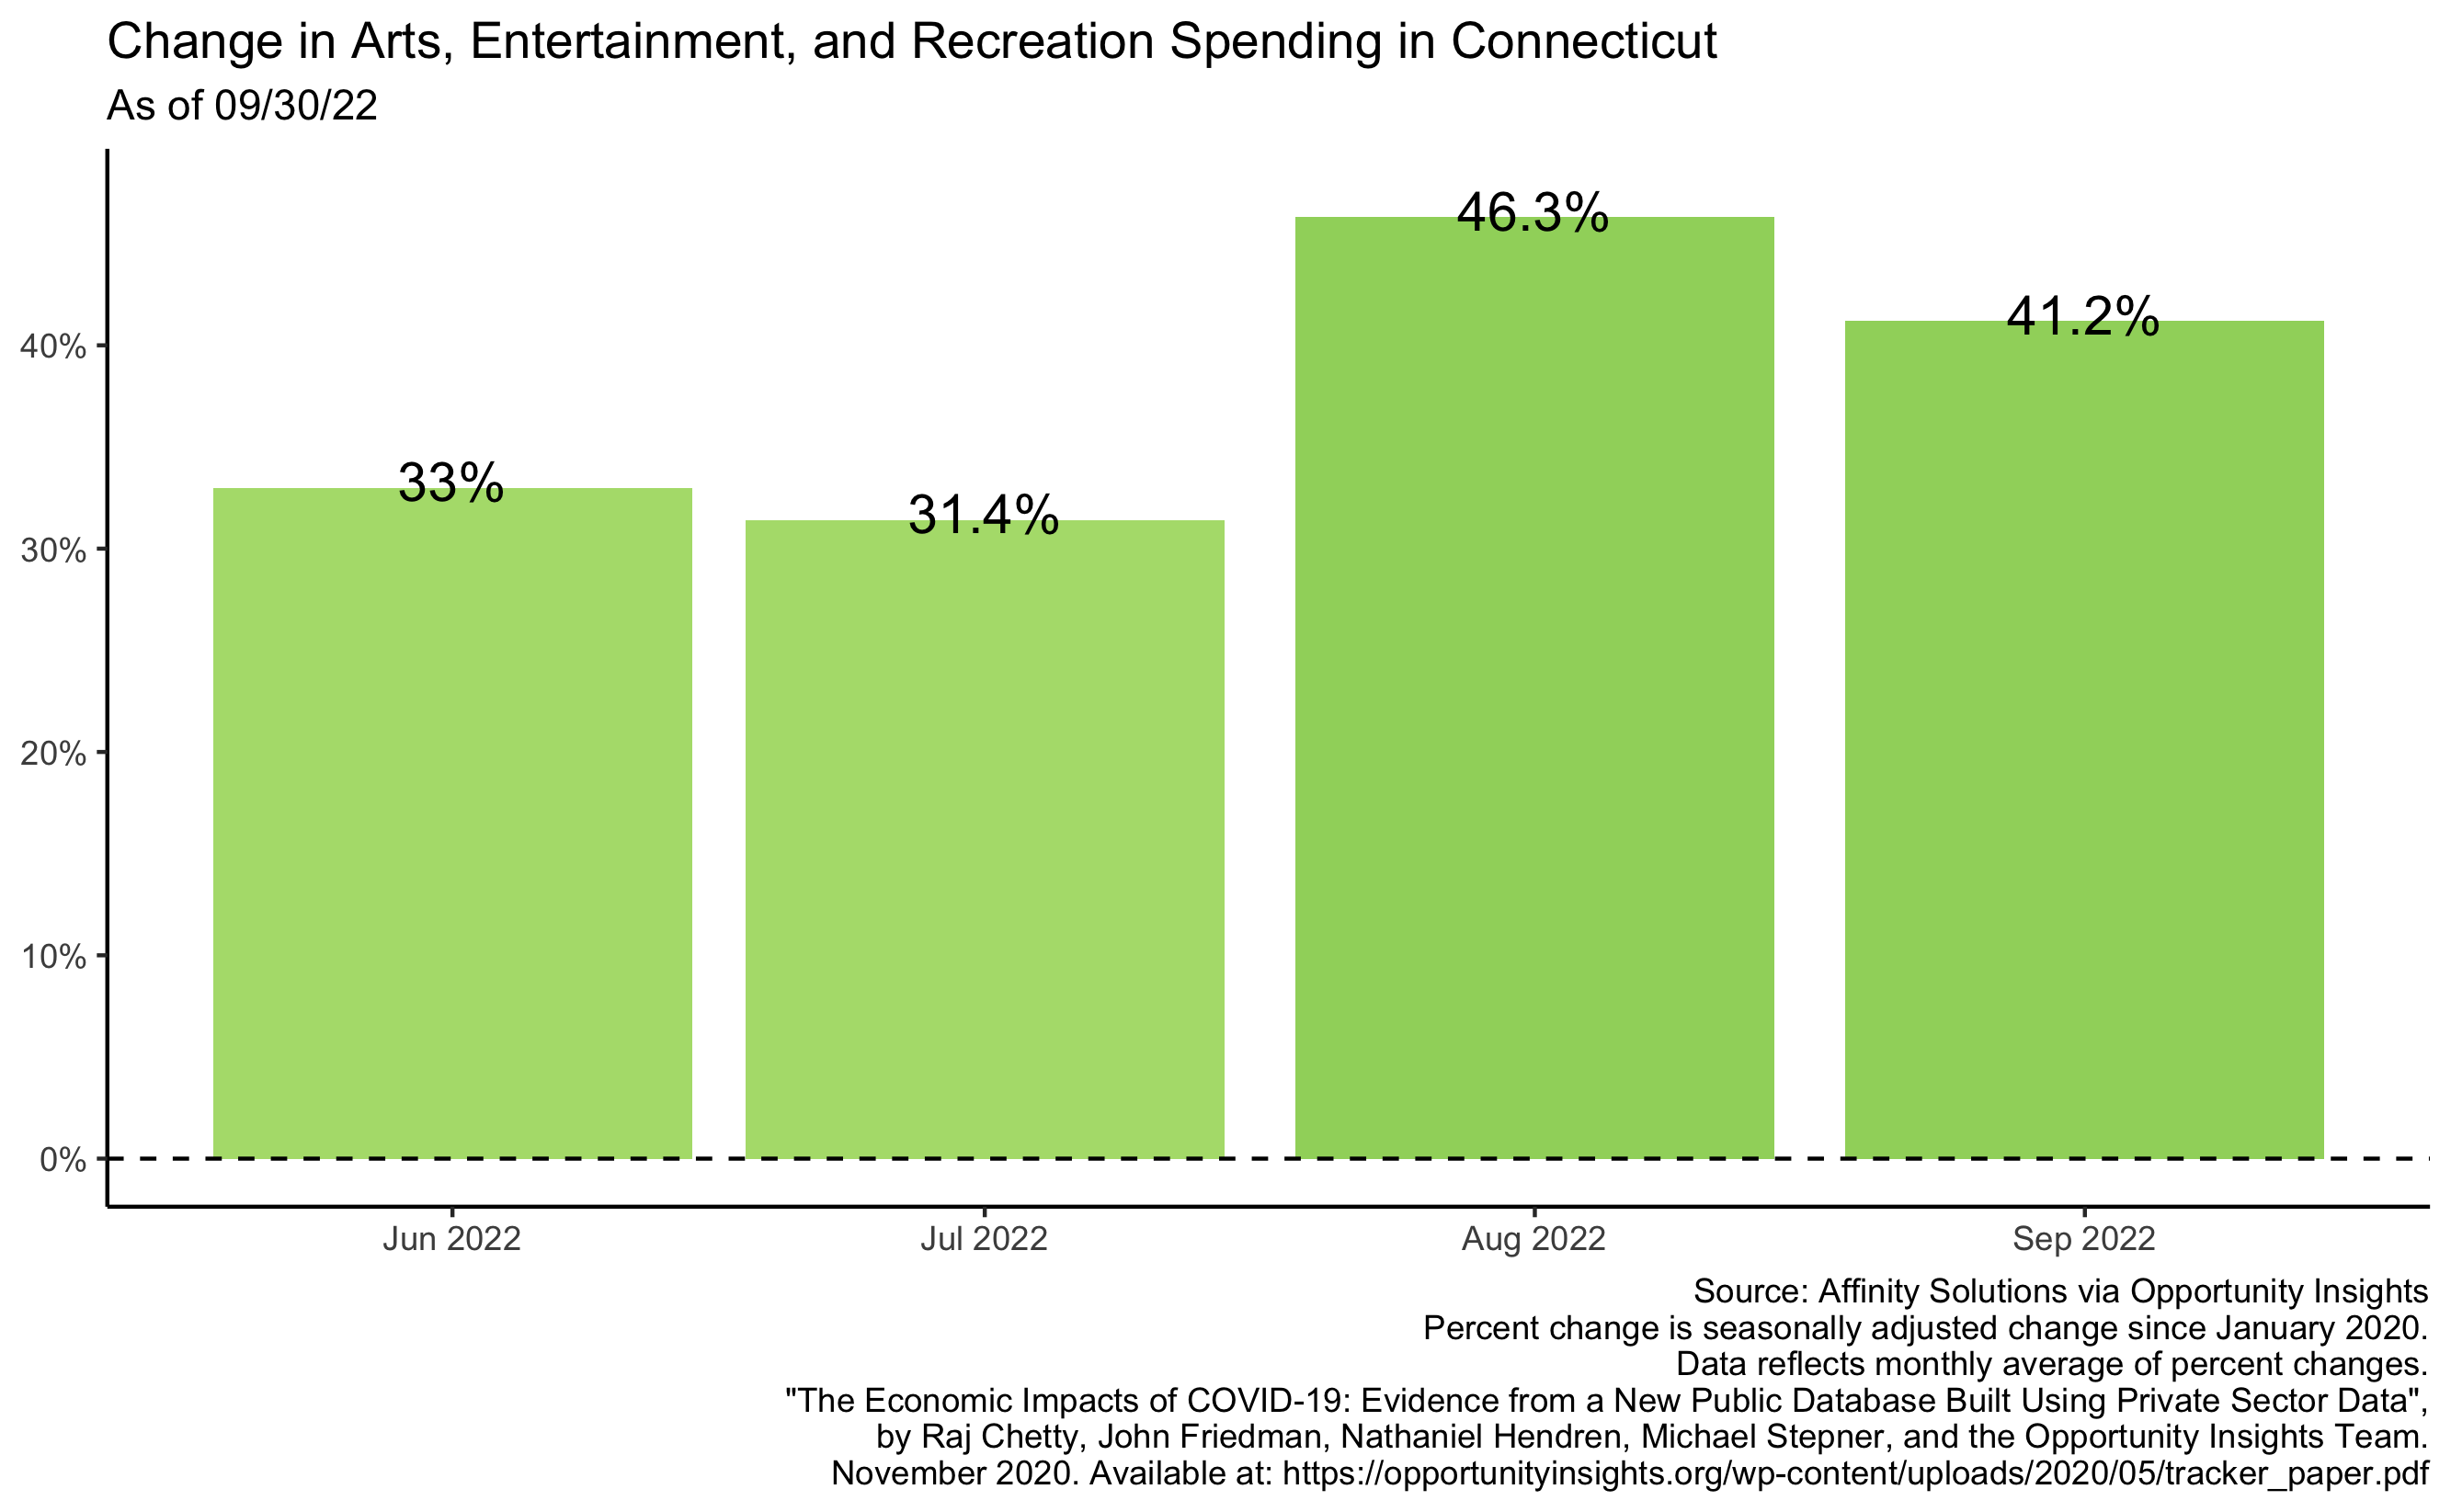 Change in Arts, Entertainment, and Recreation Spending in Connecticut
As of 09/30/22
46.3%
41.2%
33%
31.4%
40%
30%
20%
10%
0%
Jun 2022
Jul 2022
Aug 2022
Sep 2022
Source: Affinity Solutions via Opportunity Insights
Percent change is seasonally adjusted change since January 2020.
Data reflects monthly average of percent changes.
"The Economic Impacts of COVID-19: Evidence from a New Public Database Built Using Private Sector Data",
by Raj Chetty, John Friedman, Nathaniel Hendren, Michael Stepner, and the Opportunity Insights Team.
November 2020. Available at: https://opportunityinsights.org/wp-content/uploads/2020/05/tracker_paper.pdf